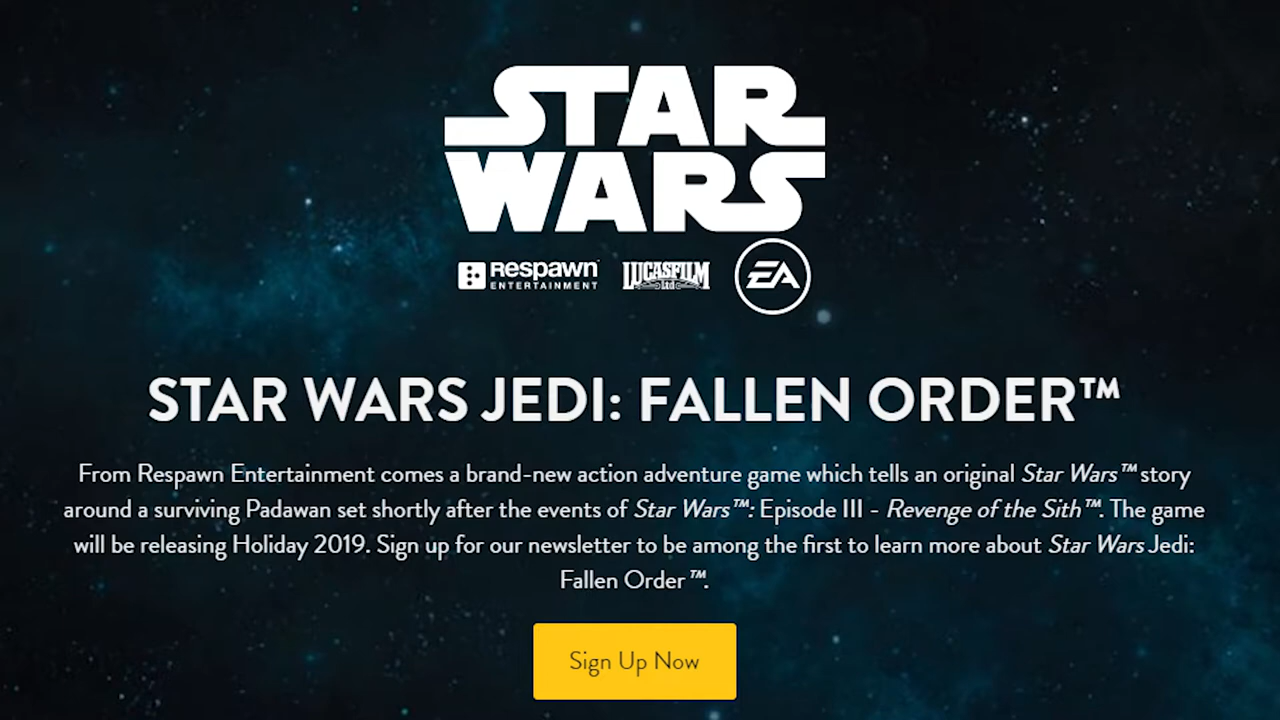 STAR
WARS
Respawn
ENTERTAINMENT
LUCASFILM
Ltd
EA
STAR WARS JEDI: FALLEN ORDER™
From Respawn Entertainment comes a brand-new action adventure game which tells an original Star Wars™ story
around a surviving Padawan set shortly after the events of Star Wars™: Episode III - Revenge of the Sith™. The game
will be releasing Holiday 2019. Sign up for our newsletter to be among the first to learn more about Star Wars Jedi:
Fallen Order™.
Sign Up Now